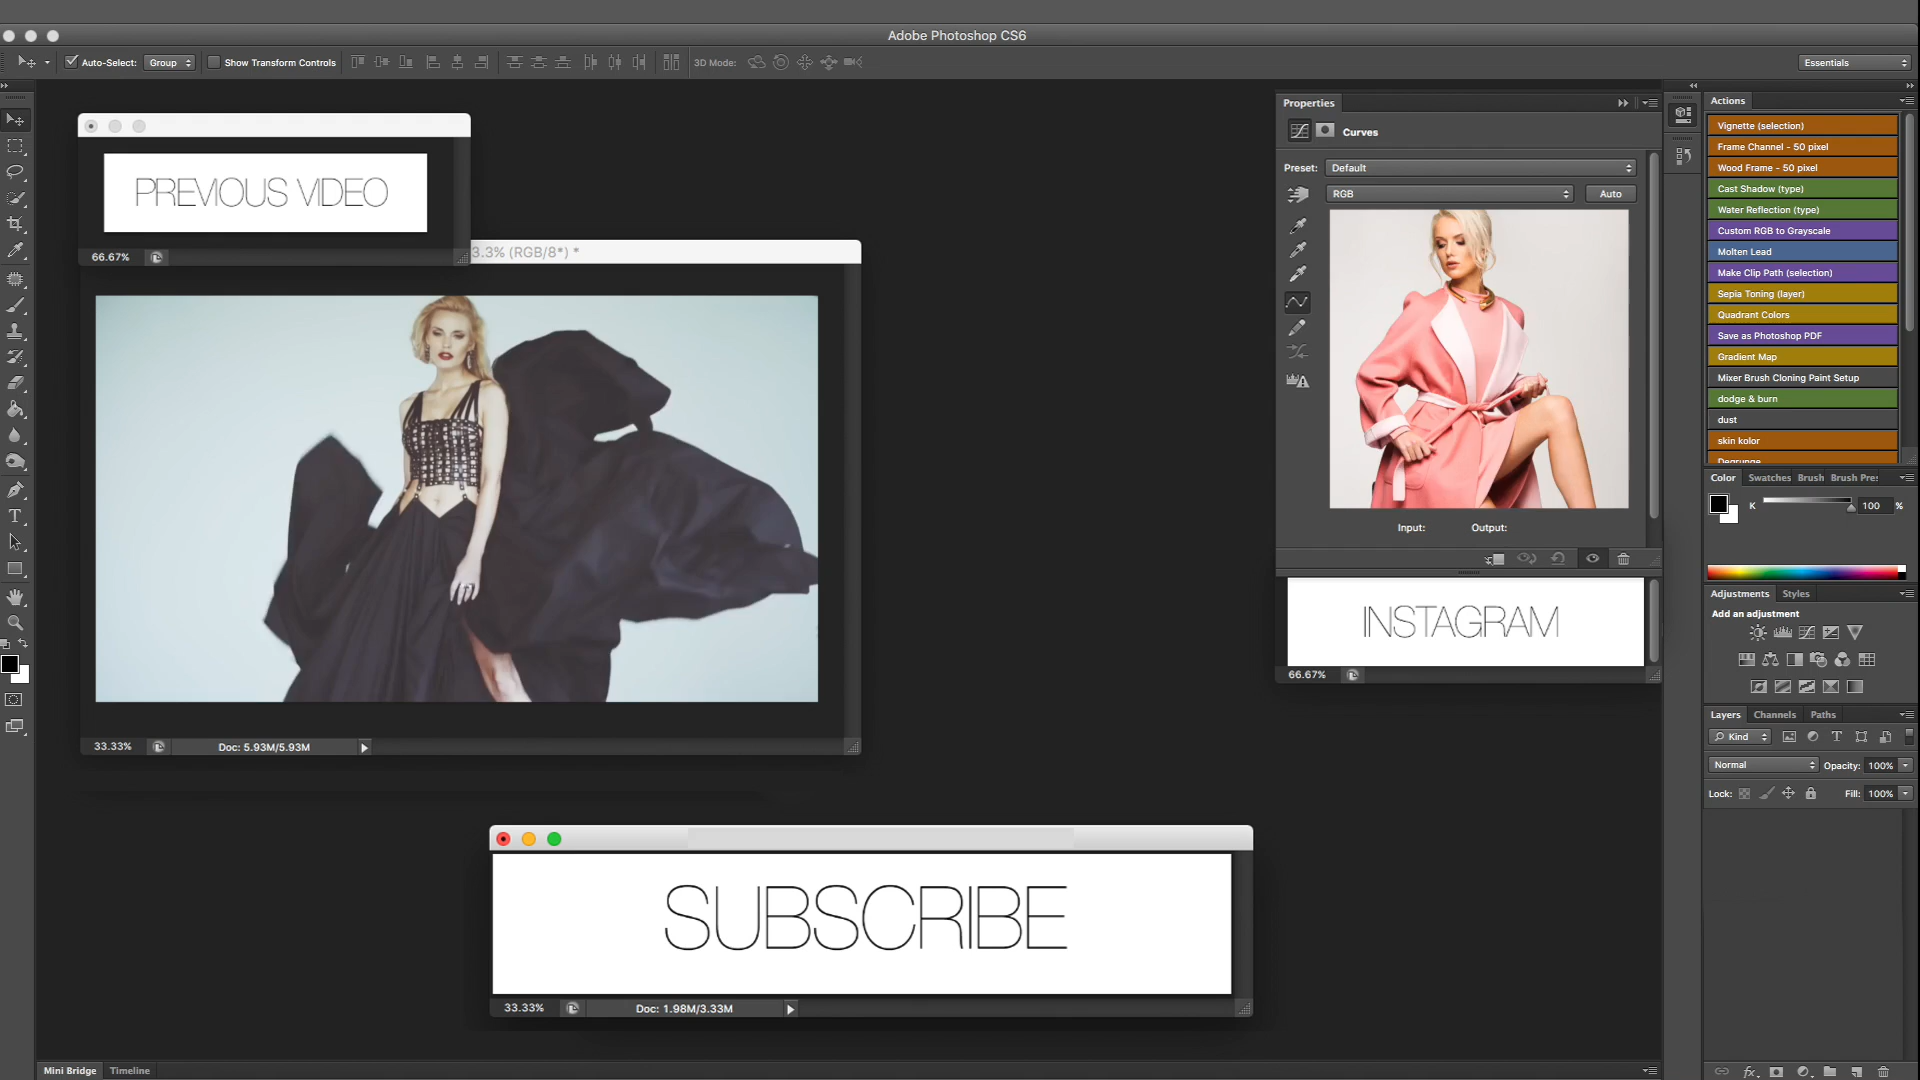 Adobe Photoshop CS6
Auto-Select: Group Show Transform Controls 3D Mode: Essentials
PREVIOUS VIDEO
66.67%
3.3% (RGB/8*) *
33.33% Doc: 5.93M/5.93M
SUBSCRIBE
33.33% Doc: 1.98M/3.33M
Properties
Curves
Preset: Default
RGB Auto
Input: Output:
INSTAGRAM
66.67%
Actions
Vignette (selection)
Frame Channel - 50 pixel
Wood Frame - 50 pixel
Cast Shadow (type)
Water Reflection (type)
Custom RGB to Grayscale
Molten Lead
Make Clip Path (selection)
Sepia Toning (layer)
Quadrant Colors
Save as Photoshop PDF
Gradient Map
Mixer Brush Cloning Paint Setup
dodge & burn
dust
skin kolor
Degrunge
Color Swatches Brush Brush Pre
K 100 %
Adjustments Styles
Add an adjustment
Layers Channels Paths
Kind
Normal Opacity: 100%
Lock: Fill: 100%
Mini Bridge Timeline